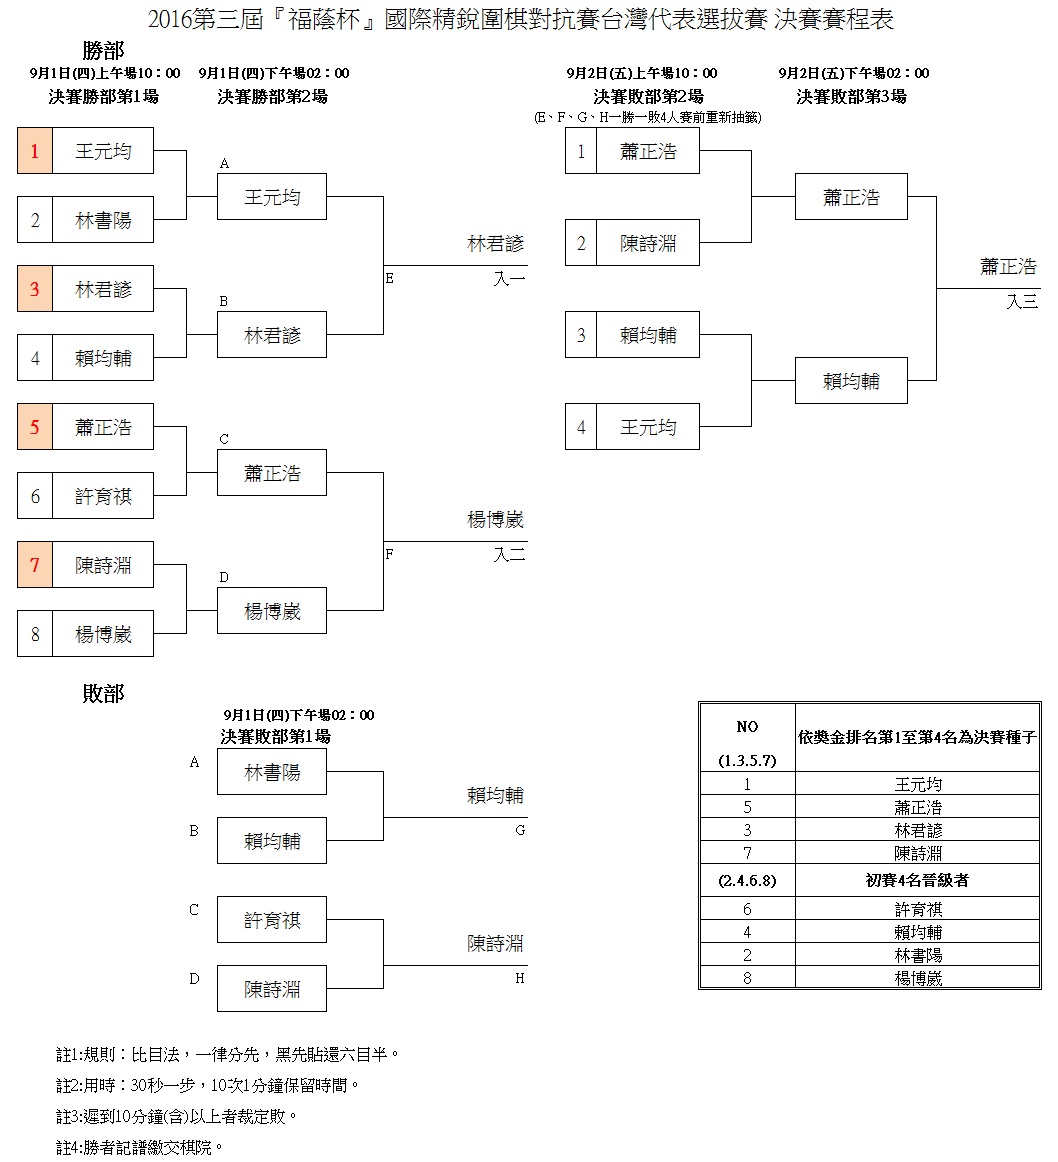 2016第三屆『福蔭杯』國際精銳圍棋對抗賽台灣代表選拔賽 決賽賽程表
勝部
9月1日(四)上午場10：00
決賽勝部第1場
9月1日(四)下午場02：00
決賽勝部第2場
1 王元均
2 林書陽
3 林君諺
4 賴均輔
5 蕭正浩
6 許育祺
7 陳詩淵
8 楊博崴
A
王元均
B
林君諺
C
蕭正浩
D
楊博崴
林君諺
E 入一
楊博崴
F 入二
9月2日(五)上午場10：00
決賽敗部第2場
(E、F、G、H一勝一敗4人賽前重新抽籤)
9月2日(五)下午場02：00
決賽敗部第3場
1 蕭正浩
2 陳詩淵
3 賴均輔
4 王元均
蕭正浩
賴均輔
蕭正浩
入三
敗部
9月1日(四)下午場02：00
決賽敗部第1場
A 林書陽
B 賴均輔
賴均輔
G
C 許育祺
D 陳詩淵
陳詩淵
H
NO
(1.3.5.7) 依獎金排名第1至第4名為決賽種子
1 王元均
5 蕭正浩
3 林君諺
7 陳詩淵
(2.4.6.8) 初賽4名晉級者
6 許育祺
4 賴均輔
2 林書陽
8 楊博崴
註1:規則：比目法，一律分先，黑先貼還六目半。
註2:用時：30秒一步，10次1分鐘保留時間。
註3:遲到10分鐘(含)以上者裁定敗。
註4:勝者記譜繳交棋院。